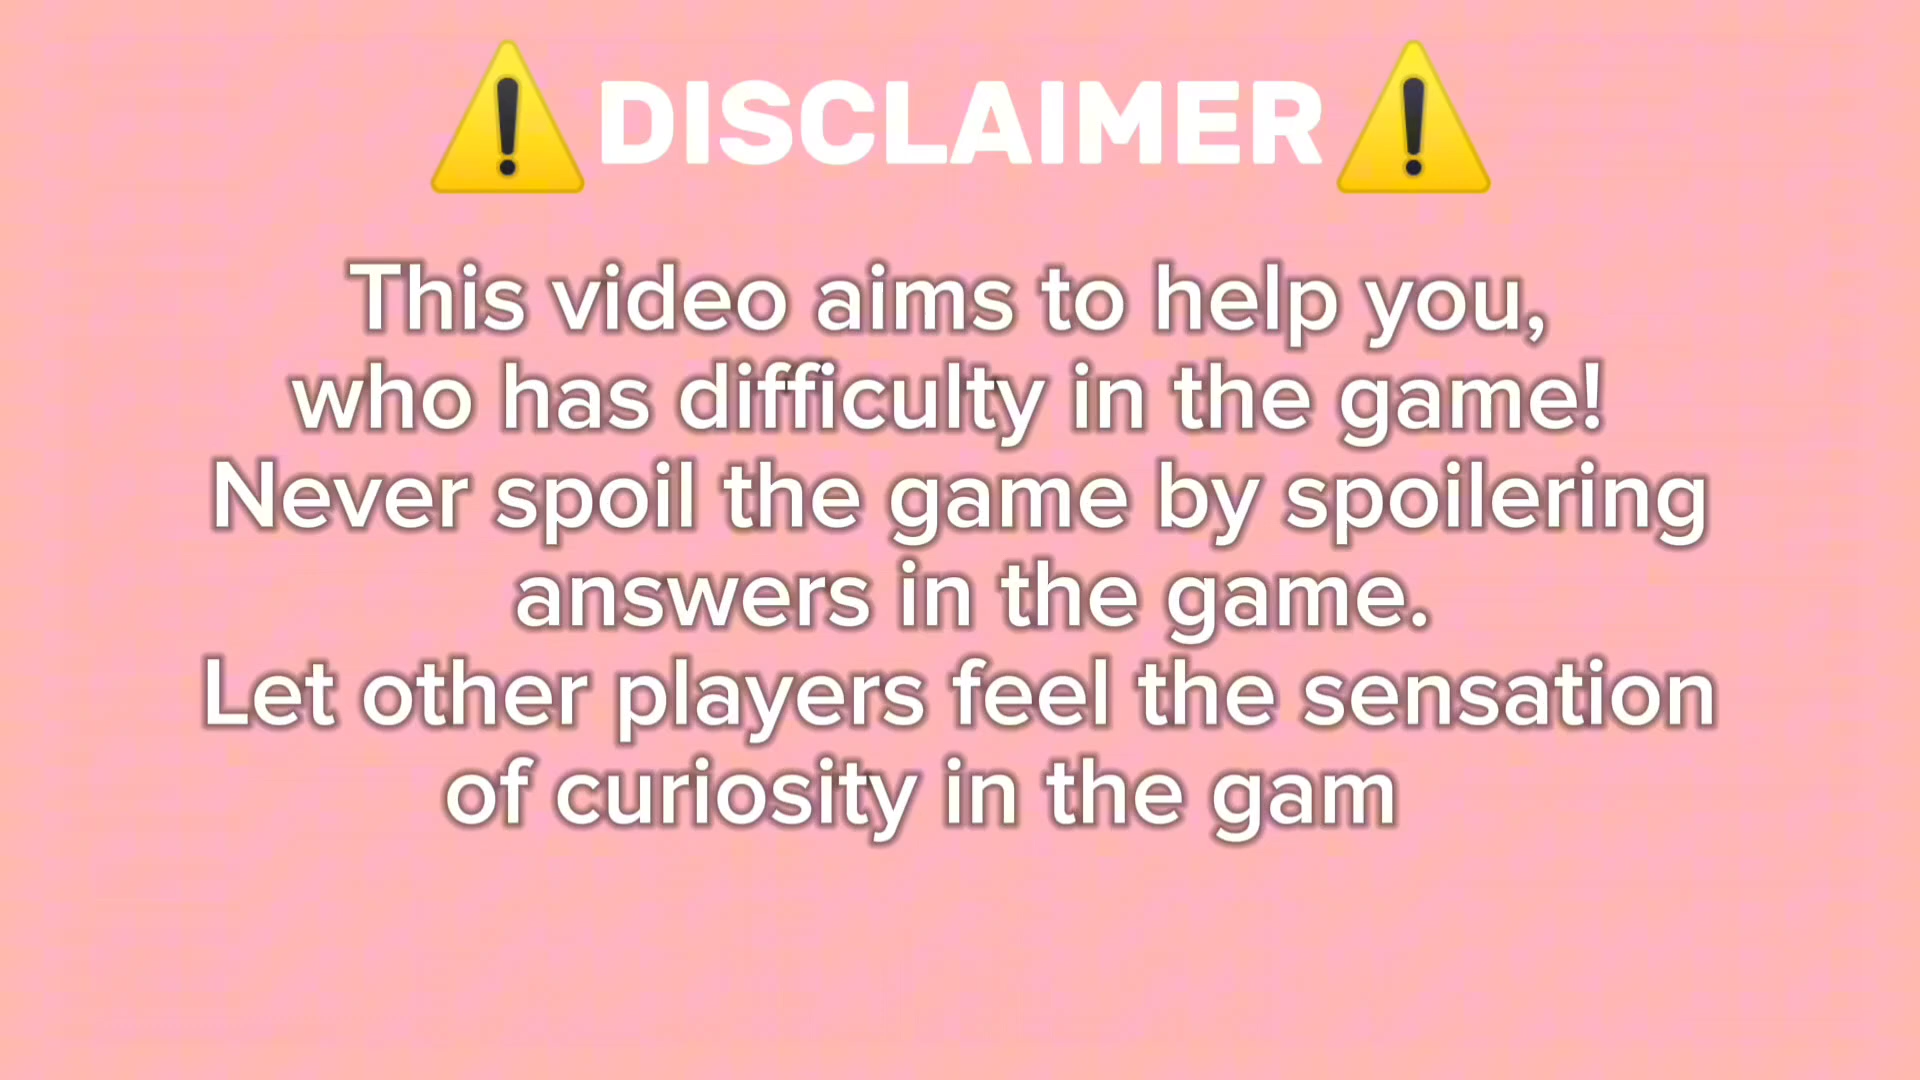 ⚠️DISCLAIMER⚠️
This video aims to help you,
who has difficulty in the game!
Never spoil the game by spoilering
answers in the game.
Let other players feel the sensation
of curiosity in the gam